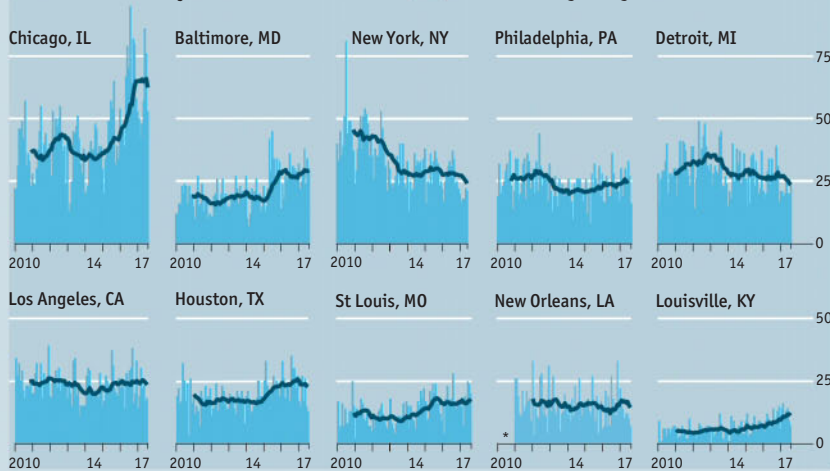 Chicago, IL Baltimore, MD New York, NY Philadelphia, PA Detroit, MI
75
50
25
0
2010 14 17 2010 14 17 2010 14 17 2010 14 17 2010 14 17
Los Angeles, CA Houston, TX St Louis, MO New Orleans, LA Louisville, KY
50
25
*
0
2010 14 17 2010 14 17 2010 14 17 2010 14 17 2010 14 17